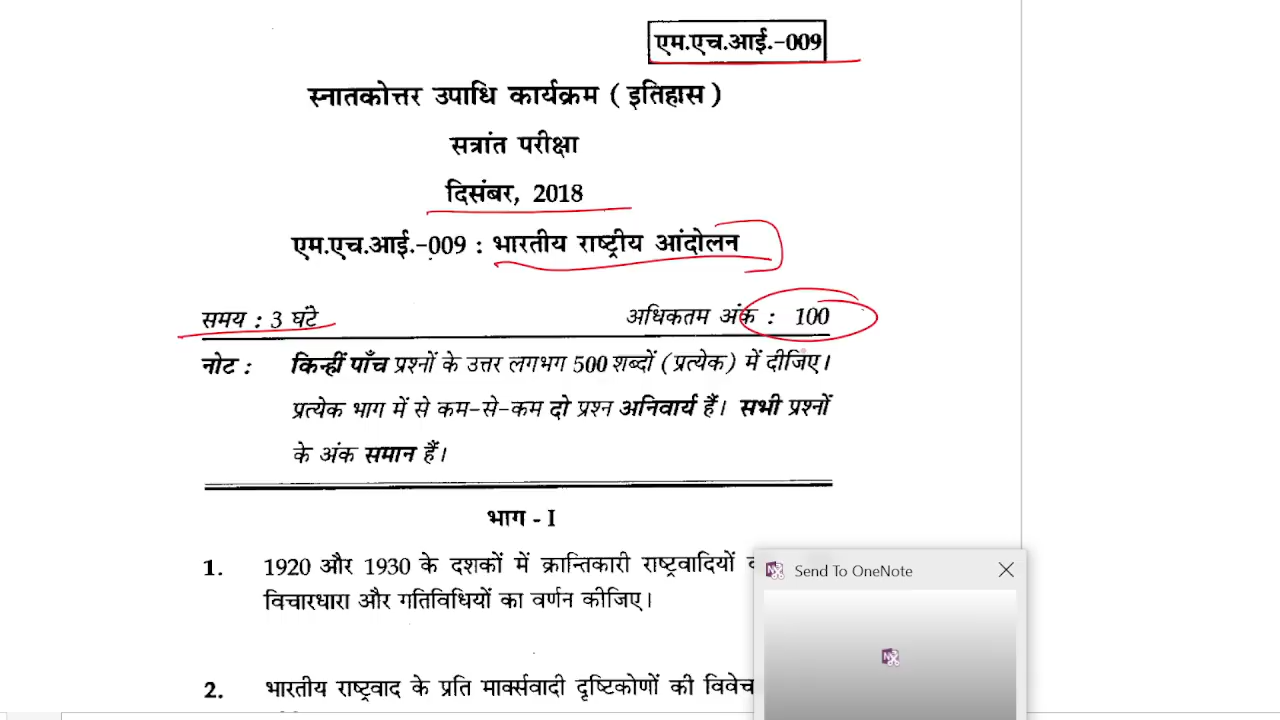 एम.एच.आई.-009
स्नातकोत्तर उपाधि कार्यक्रम ( इतिहास )
सत्रांत परीक्षा
दिसंबर, 2018
एम.एच.आई.-009 : भारतीय राष्ट्रीय आंदोलन
समय : 3 घंटे अधिकतम अंक : 100
नोट : किन्हीं पाँच प्रश्नों के उत्तर लगभग 500 शब्दों (प्रत्येक) में दीजिए।
प्रत्येक भाग में से कम-से-कम दो प्रश्न अनिवार्य हैं। सभी प्रश्नों
के अंक समान हैं।
भाग - I
1. 1920 और 1930 के दशकों में क्रान्तिकारी राष्ट्रवादियों
विचारधारा और गतिविधियों का वर्णन कीजिए।
Send To OneNote
2. भारतीय राष्ट्रवाद के प्रति मार्क्सवादी दृष्टिकोणों की